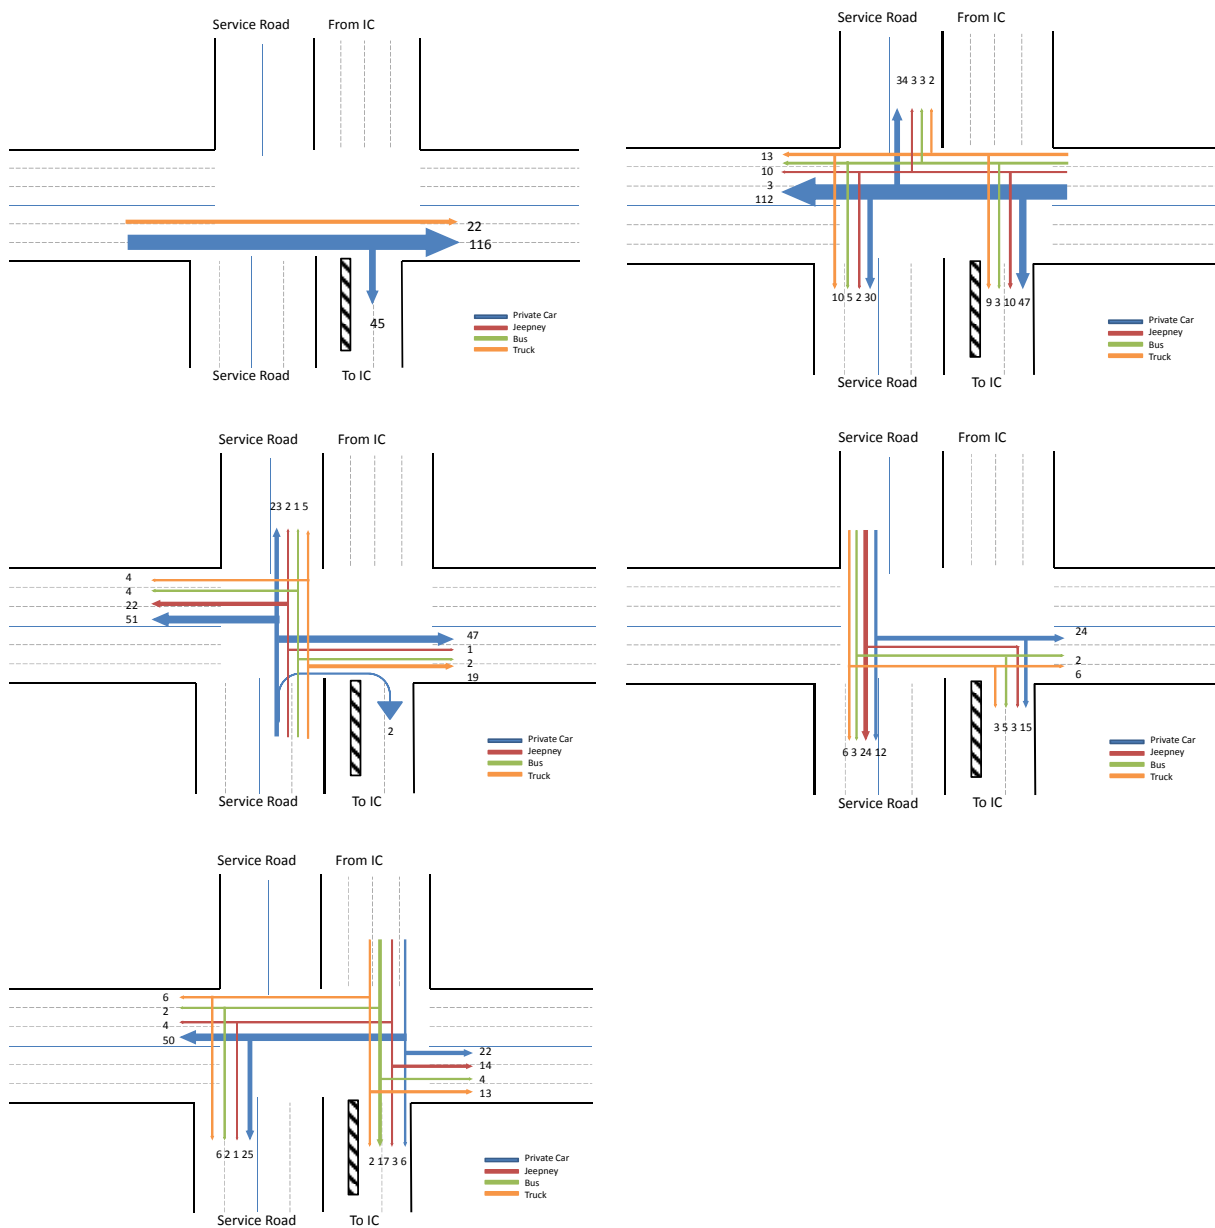 Service Road From IC
22
116
45
Private Car
Jeepney
Bus
Truck
Service Road To IC
Service Road From IC
34 3 3 2
13
10
3
112
10 5 2 30 9 3 10 47
Private Car
Jeepney
Bus
Truck
Service Road To IC
Service Road From IC
23 2 1 5
4
4
22
51
47
1
2
19
2
Private Car
Jeepney
Bus
Truck
Service Road To IC
Service Road From IC
24
2
6
3 5 3 15
6 3 24 12
Private Car
Jeepney
Bus
Truck
Service Road To IC
Service Road From IC
6
2
4
50
22
14
4
13
6 2 1 25 2 17 3 6
Private Car
Jeepney
Bus
Truck
Service Road To IC